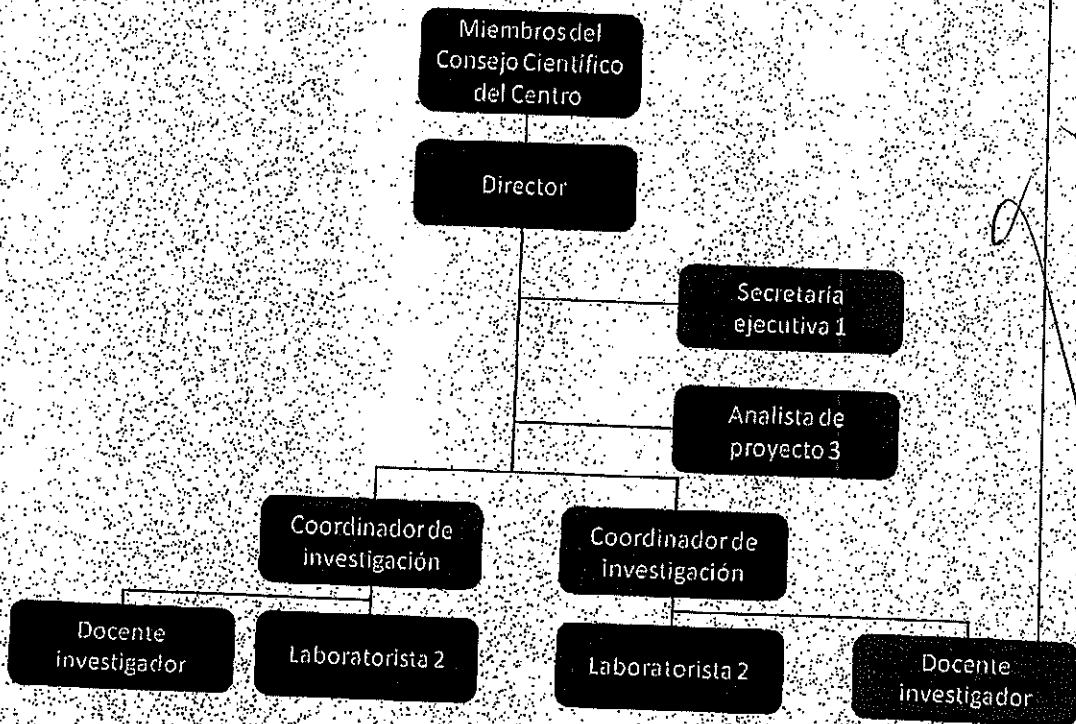 Miembros del
Consejo Científico
del Centro
Director
Secretaría
ejecutiva 1
Analista de
proyecto 3
Coordinador de
investigación
Coordinador de
investigación
Docente
investigador
Laboratorista 2
Laboratorista 2
Docente
investigador